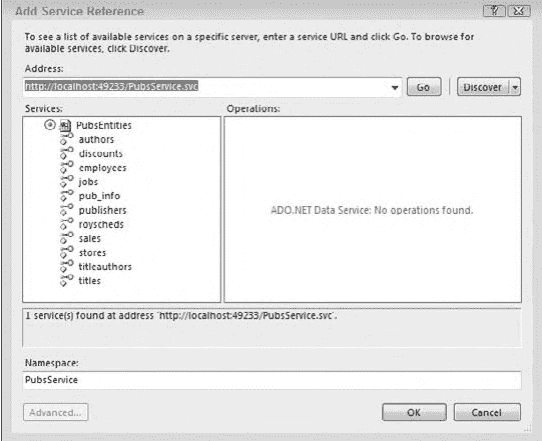 Add Service Reference
To see a list of available services on a specific server, enter a service URL and click Go. To browse for
available services, click Discover.
Address:
http://localhost:49233/PubsService.svc
Go
Discover
Services:
Operations:
PubsEntities
authors
discounts
employees
jobs
pub_info
publishers
royscheds
sales
stores
titleauthors
titles
ADO.NET Data Service: No operations found.
1 service(s) found at address 'http://localhost:49233/PubsService.svc'.
Namespace:
PubsService
Advanced...
OK
Cancel